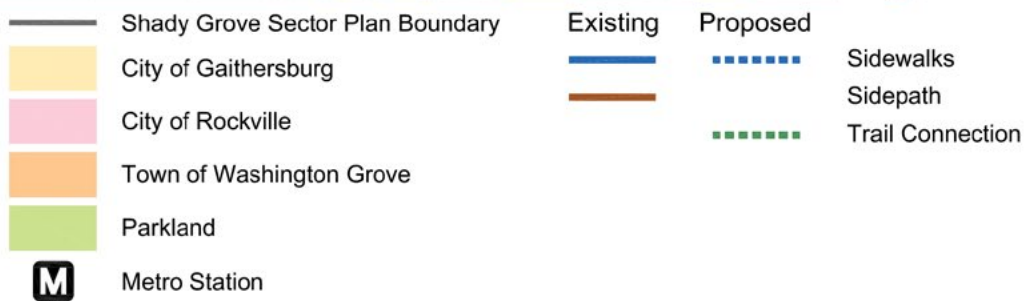 Shady Grove Sector Plan Boundary
City of Gaithersburg
City of Rockville
Town of Washington Grove
Parkland
M Metro Station
Existing Proposed
Sidewalks
Sidepath
Trail Connection